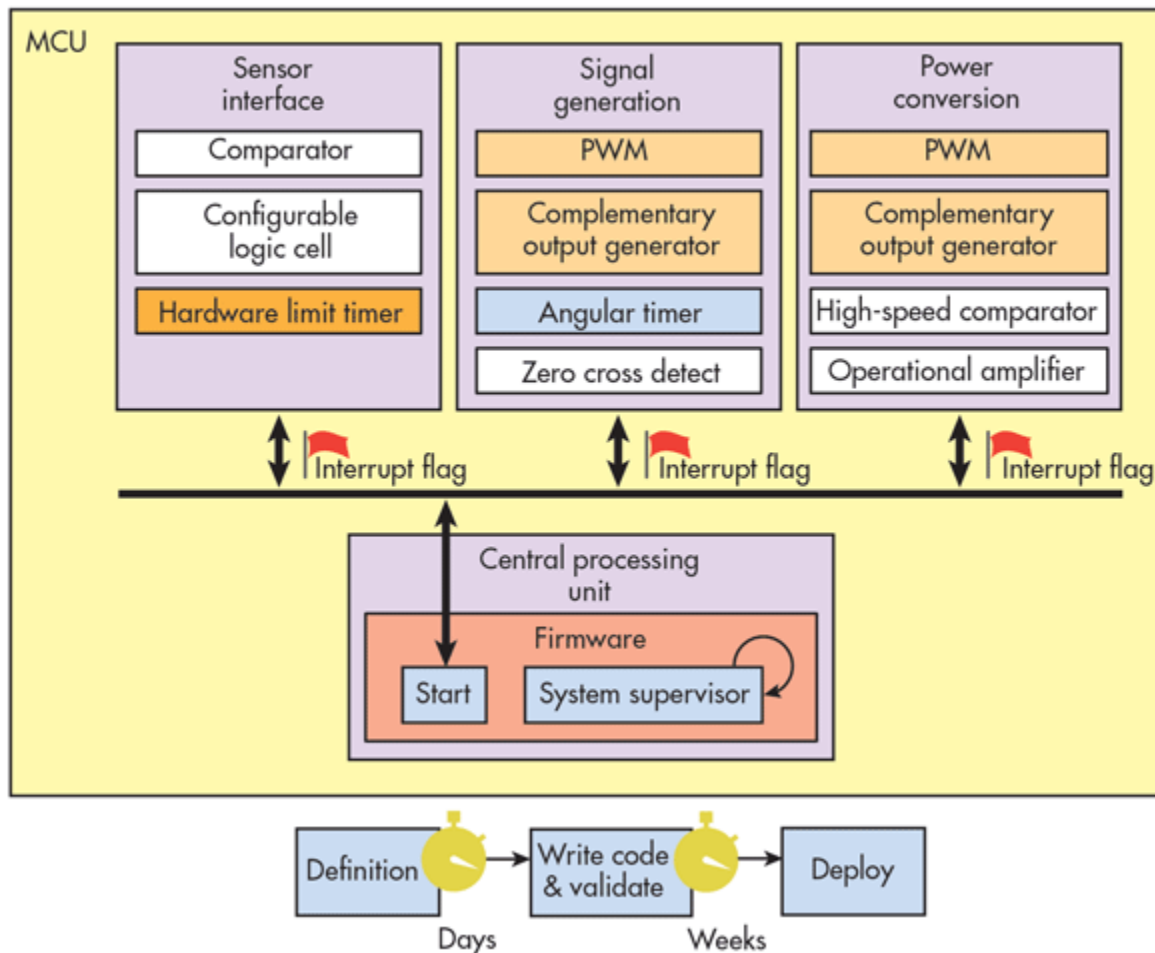 MCU
Sensor
interface
Comparator
Configurable
logic cell
Hardware limit timer
Signal
generation
PWM
Complementary
output generator
Angular timer
Zero cross detect
Power
conversion
PWM
Complementary
output generator
High-speed comparator
Operational amplifier
Interrupt flag
Interrupt flag
Interrupt flag
Central processing
unit
Firmware
Start
System supervisor
Definition
Write code
& validate
Deploy
Days
Weeks